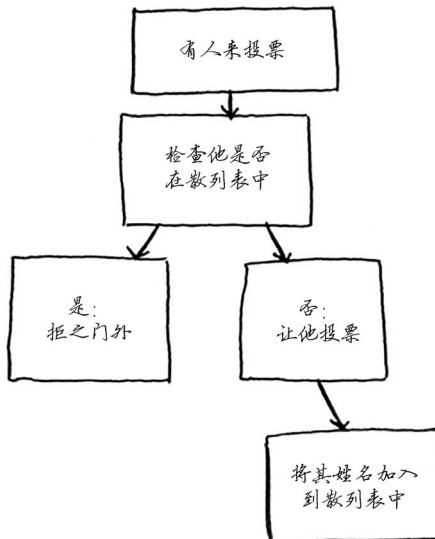 有人来投票
检查他是否
在散列表中
是:
拒之门外
否:
让他投票
将其姓名加入
到散列表中